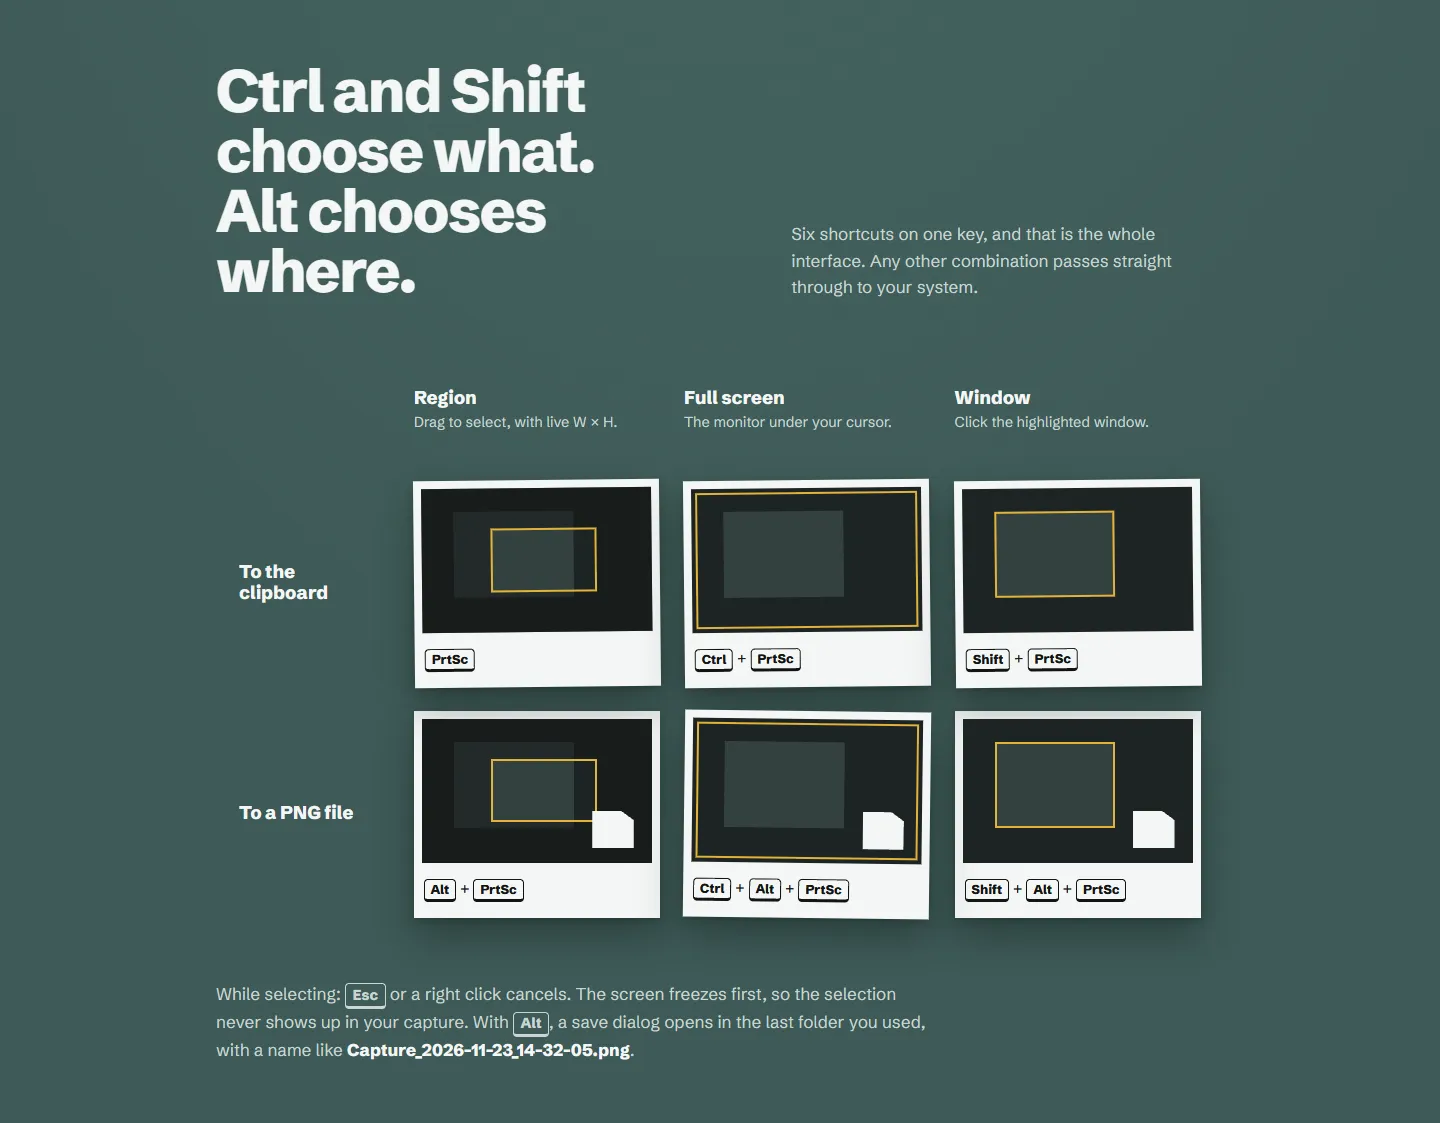 Ctrl and Shift
choose what.
Alt chooses
where.
Six shortcuts on one key, and that is the whole
interface. Any other combination passes straight
through to your system.
Region
Drag to select, with live W × H.
Full screen
The monitor under your cursor.
Window
Click the highlighted window.
To the
clipboard
PrtSc
Ctrl + PrtSc
Shift + PrtSc
To a PNG file
Alt + PrtSc
Ctrl + Alt + PrtSc
Shift + Alt + PrtSc
While selecting: Esc or a right click cancels. The screen freezes first, so the selection
never shows up in your capture. With Alt, a save dialog opens in the last folder you used,
with a name like Capture_2026-11-23_14-32-05.png.